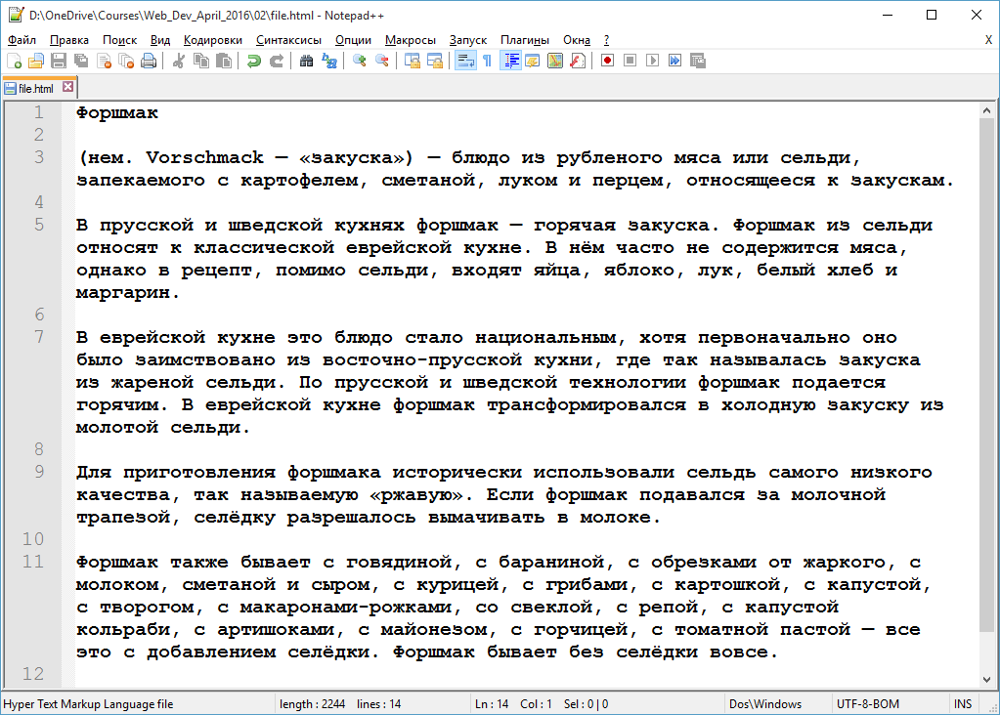 D:\OneDrive\Courses\Web_Dev_April_2016\02\file.html - Notepad++
Файл Правка Поиск Вид Кодировки Синтаксисы Опции Макросы Запуск Плагины Окна ? X
file.html
1 Форшмак
2
3 (нем. Vorschmack — «закуска») — блюдо из рубленого мяса или сельди,
запекаемого с картофелем, сметаной, луком и перцем, относящееся к закускам.
4
5 В прусской и шведской кухнях форшмак — горячая закуска. Форшмак из сельди
относят к классической еврейской кухне. В нём часто не содержится мяса,
однако в рецепт, помимо сельди, входят яйца, яблоко, лук, белый хлеб и
маргарин.
6
7 В еврейской кухне это блюдо стало национальным, хотя первоначально оно
было заимствовано из восточно-прусской кухни, где так называлась закуска
из жареной сельди. По прусской и шведской технологии форшмак подается
горячим. В еврейской кухне форшмак трансформировался в холодную закуску из
молотой сельди.
8
9 Для приготовления форшмака исторически использовали сельдь самого низкого
качества, так называемую «ржавую». Если форшмак подавался за молочной
трапезой, селёдку разрешалось вымачивать в молоке.
10
11 Форшмак также бывает с говядиной, с бараниной, с обрезками от жаркого, с
молоком, сметаной и сыром, с курицей, с грибами, с картошкой, с капустой,
с творогом, с макаронами-рожками, со свеклой, с репой, с капустой
кольраби, с артишоками, с майонезом, с горчицей, с томатной пастой — все
это с добавлением селёдки. Форшмак бывает без селёдки вовсе.
12
Hyper Text Markup Language file length : 2244 lines : 14 Ln : 14 Col : 1 Sel : 0 | 0 Dos\Windows UTF-8-BOM INS